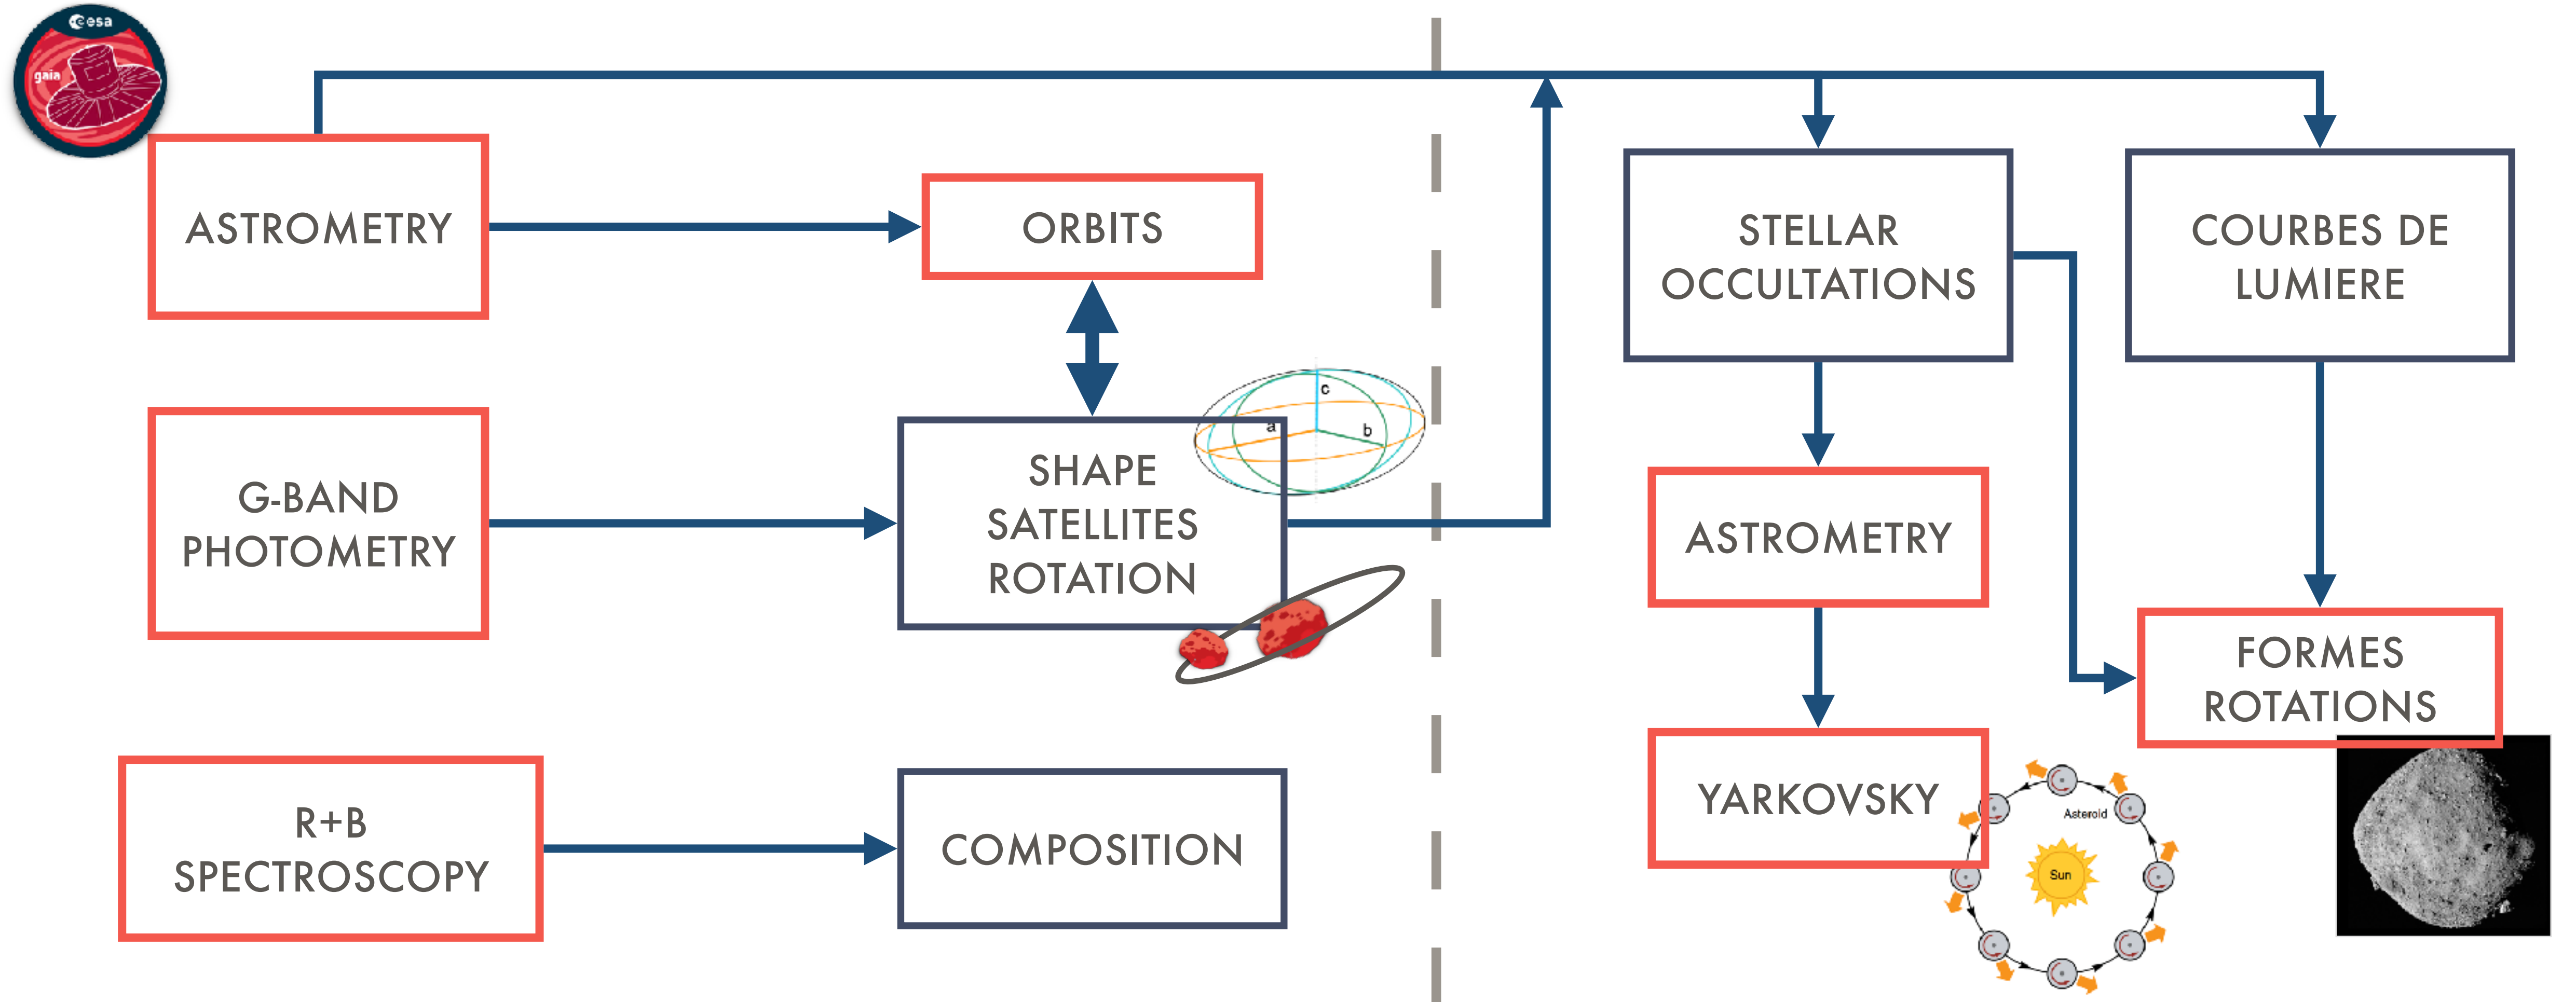 esa
gaia
ASTROMETRY
ORBITS
G-BAND
PHOTOMETRY
SHAPE
SATELLITES
ROTATION
c
a
b
R+B
SPECTROSCOPY
COMPOSITION
STELLAR
OCCULTATIONS
COURBES DE
LUMIERE
ASTROMETRY
FORMES
ROTATIONS
YARKOVSKY
Asteroid
Sun